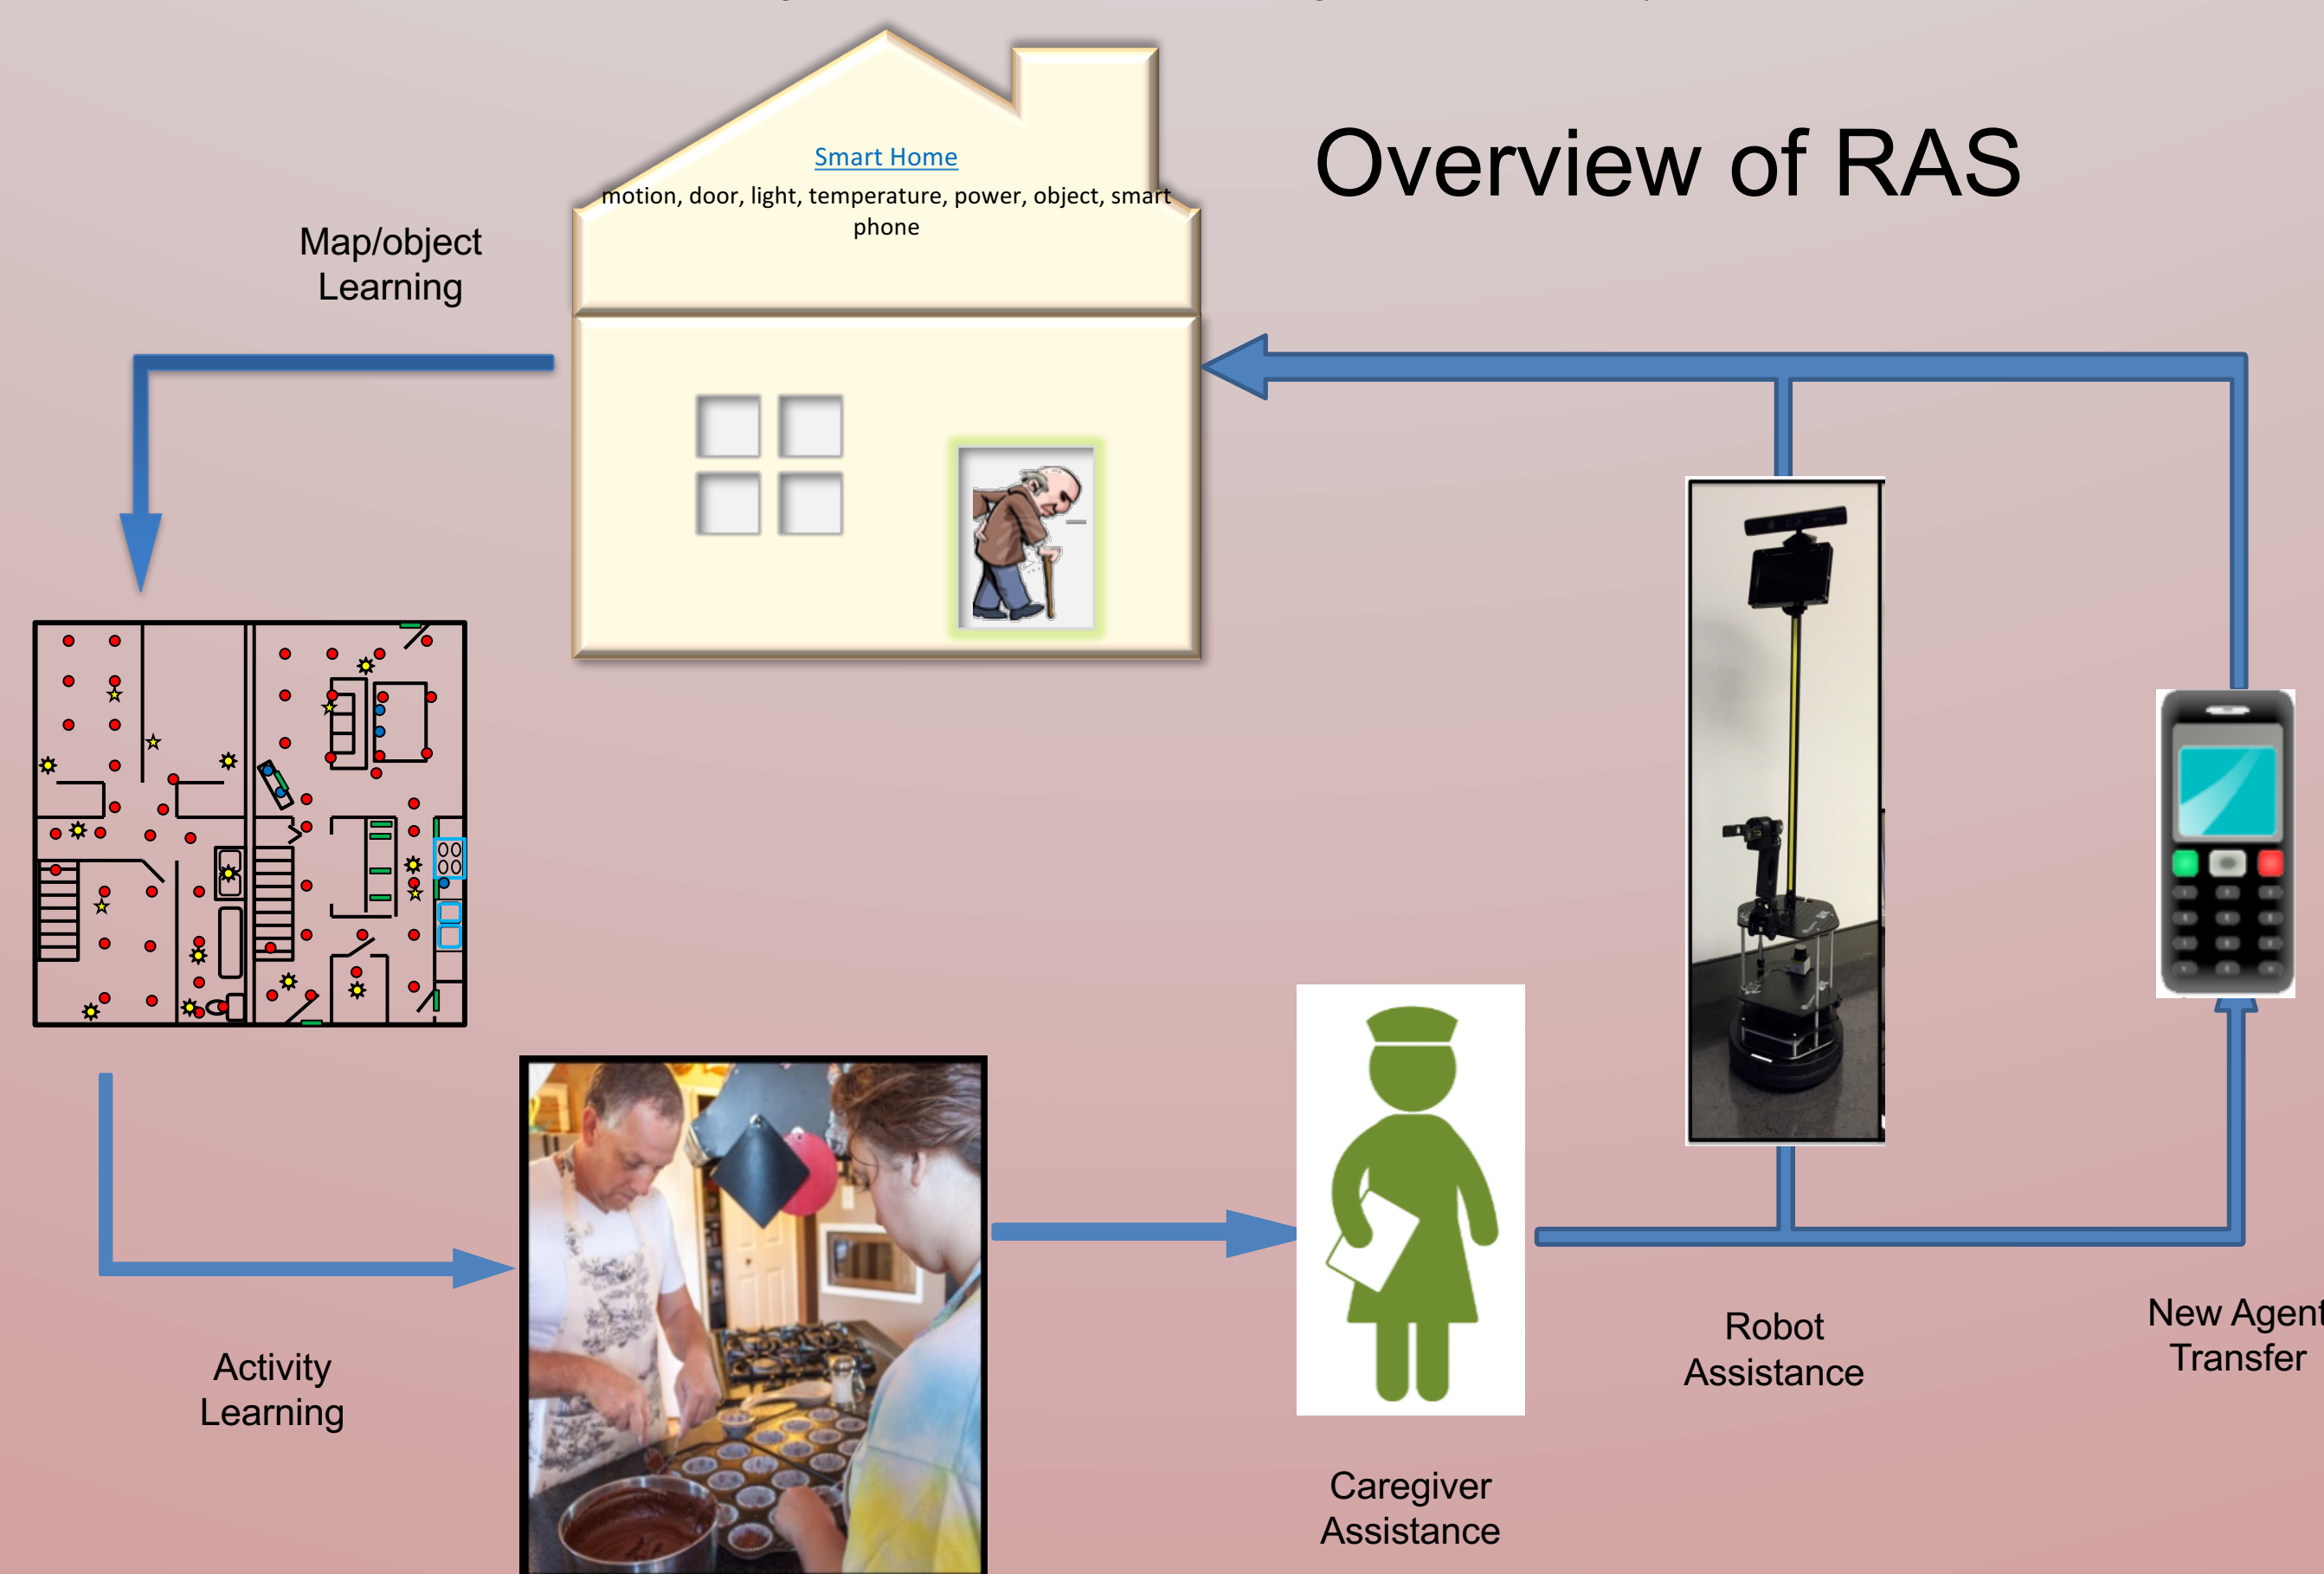 Smart Home
motion, door, light, temperature, power, object, smart
phone
Overview of RAS
Map/object
Learning
Activity
Learning
Caregiver
Assistance
Robot
Assistance
New Agent
Transfer